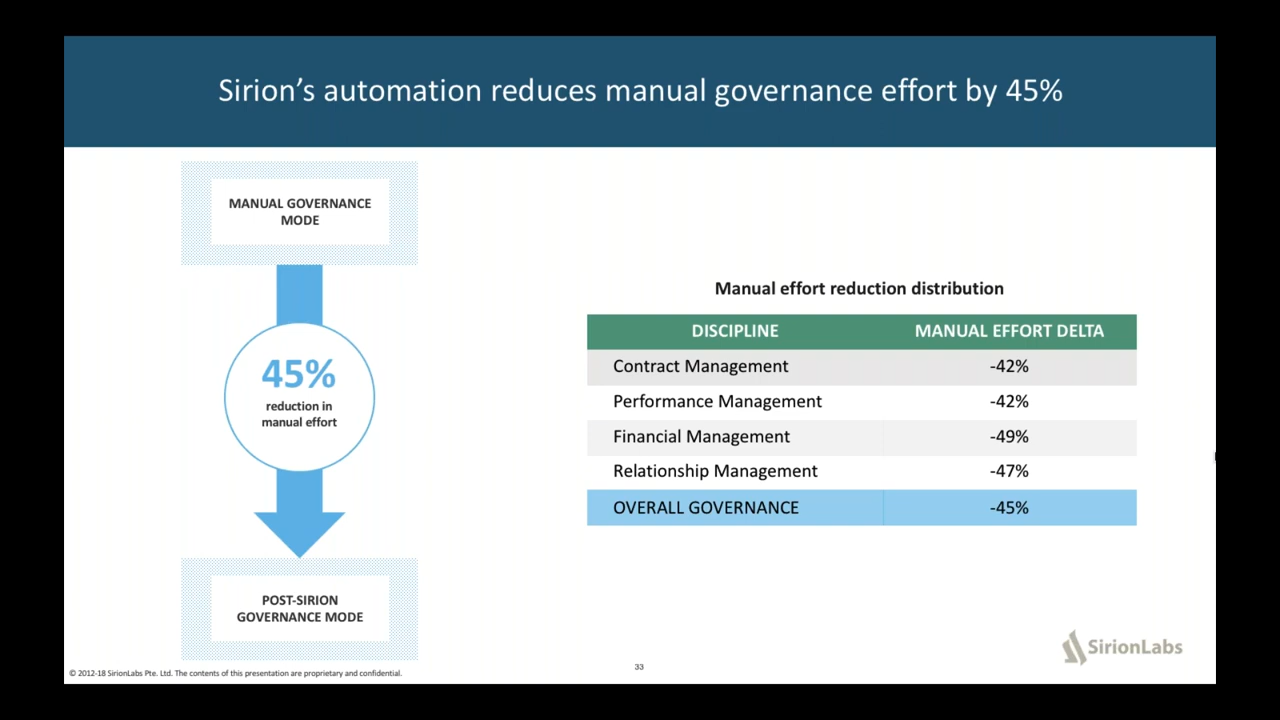 Sirion’s automation reduces manual governance effort by 45%
MANUAL GOVERNANCE
MODE
45%
reduction in
manual effort
POST-SIRION
GOVERNANCE MODE
Manual effort reduction distribution
DISCIPLINE MANUAL EFFORT DELTA
Contract Management -42%
Performance Management -42%
Financial Management -49%
Relationship Management -47%
OVERALL GOVERNANCE -45%
SirionLabs
© 2012-18 SirionLabs Pte. Ltd. The contents of this presentation are proprietary and confidential.
33